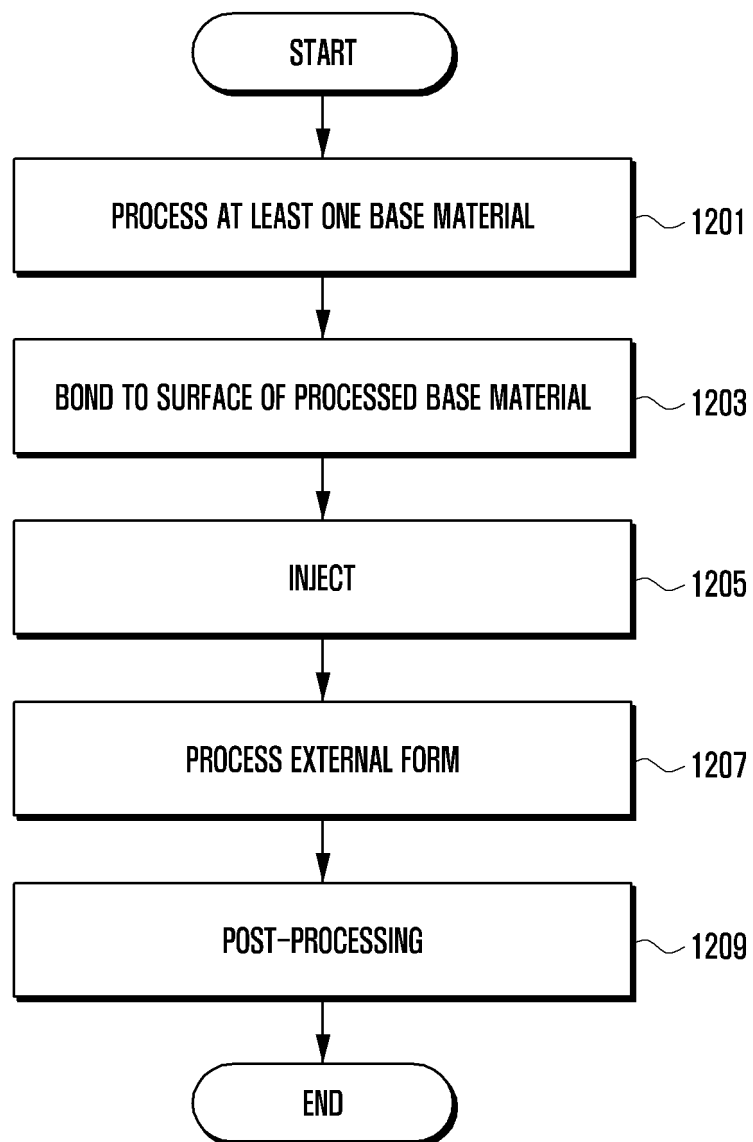 START
PROCESS AT LEAST ONE BASE MATERIAL
1201
BOND TO SURFACE OF PROCESSED BASE MATERIAL
1203
INJECT
1205
PROCESS EXTERNAL FORM
1207
POST-PROCESSING
1209
END